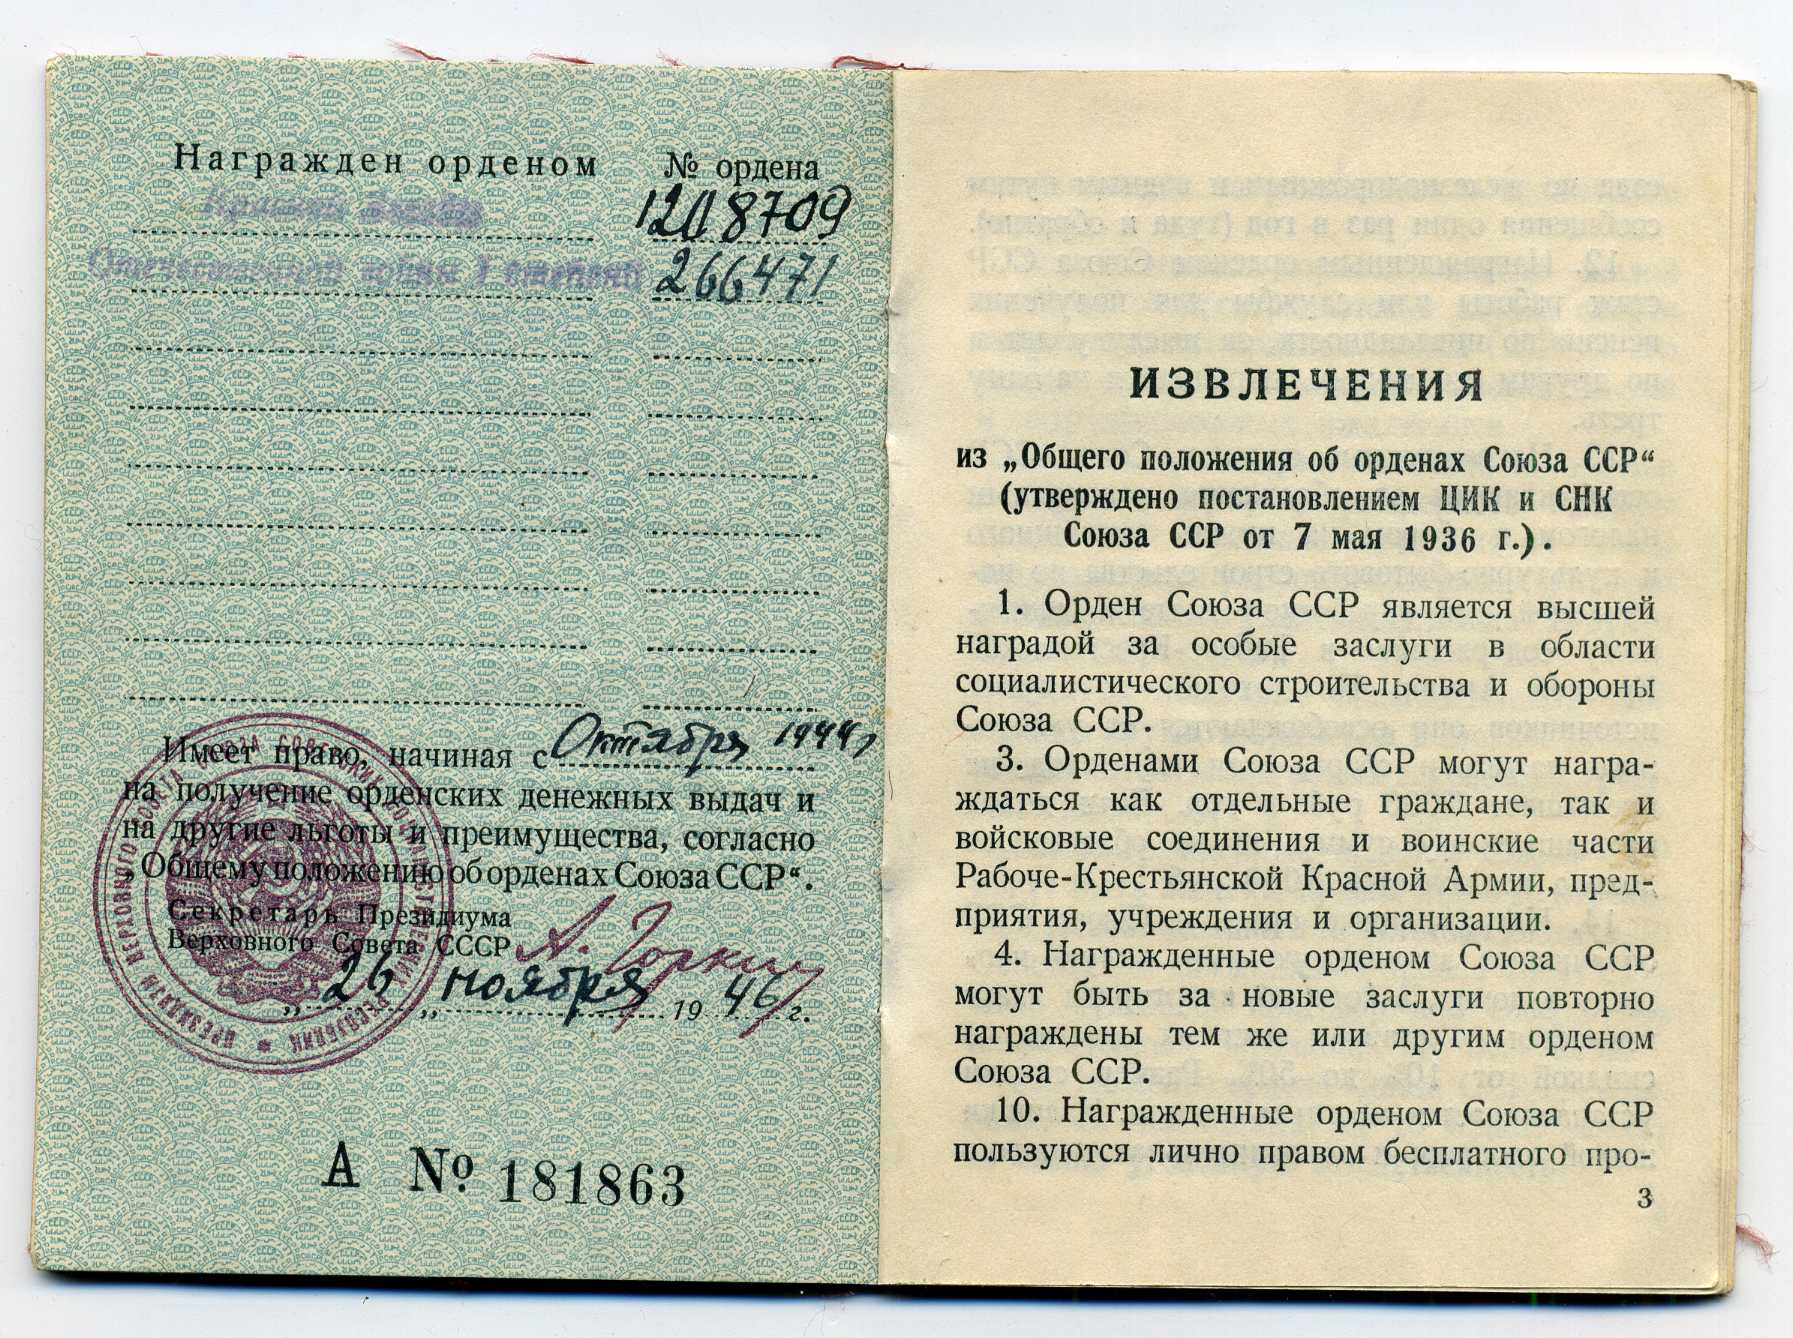 Награжден орденом № ордена
Красная Звезда 1208709
Отечественной войны I степени 266471
Имеет право, начиная с Октября 1944 г
на получение орденских денежных выдач и
на другие льготы и преимущества, согласно
„Общему положению об орденах Союза ССР“.
Секретарь Президиума
Верховного Совета СССР А. Горкин
„26„ ноября 1946 г.
А № 181863
ИЗВЛЕЧЕНИЯ
из „Общего положения об орденах Союза ССР“
(утверждено постановлением ЦИК и СНК
Союза ССР от 7 мая 1936 г.).
1. Орден Союза ССР является высшей
наградой за особые заслуги в области
социалистического строительства и обороны
Союза ССР.
3. Орденами Союза ССР могут награ-
ждаться как отдельные граждане, так и
войсковые соединения и воинские части
Рабоче-Крестьянской Красной Армии, пред-
приятия, учреждения и организации.
4. Награжденные орденом Союза ССР
могут быть за новые заслуги повторно
награждены тем же или другим орденом
Союза ССР.
10. Награжденные орденом Союза ССР
пользуются лично правом бесплатного про-
3